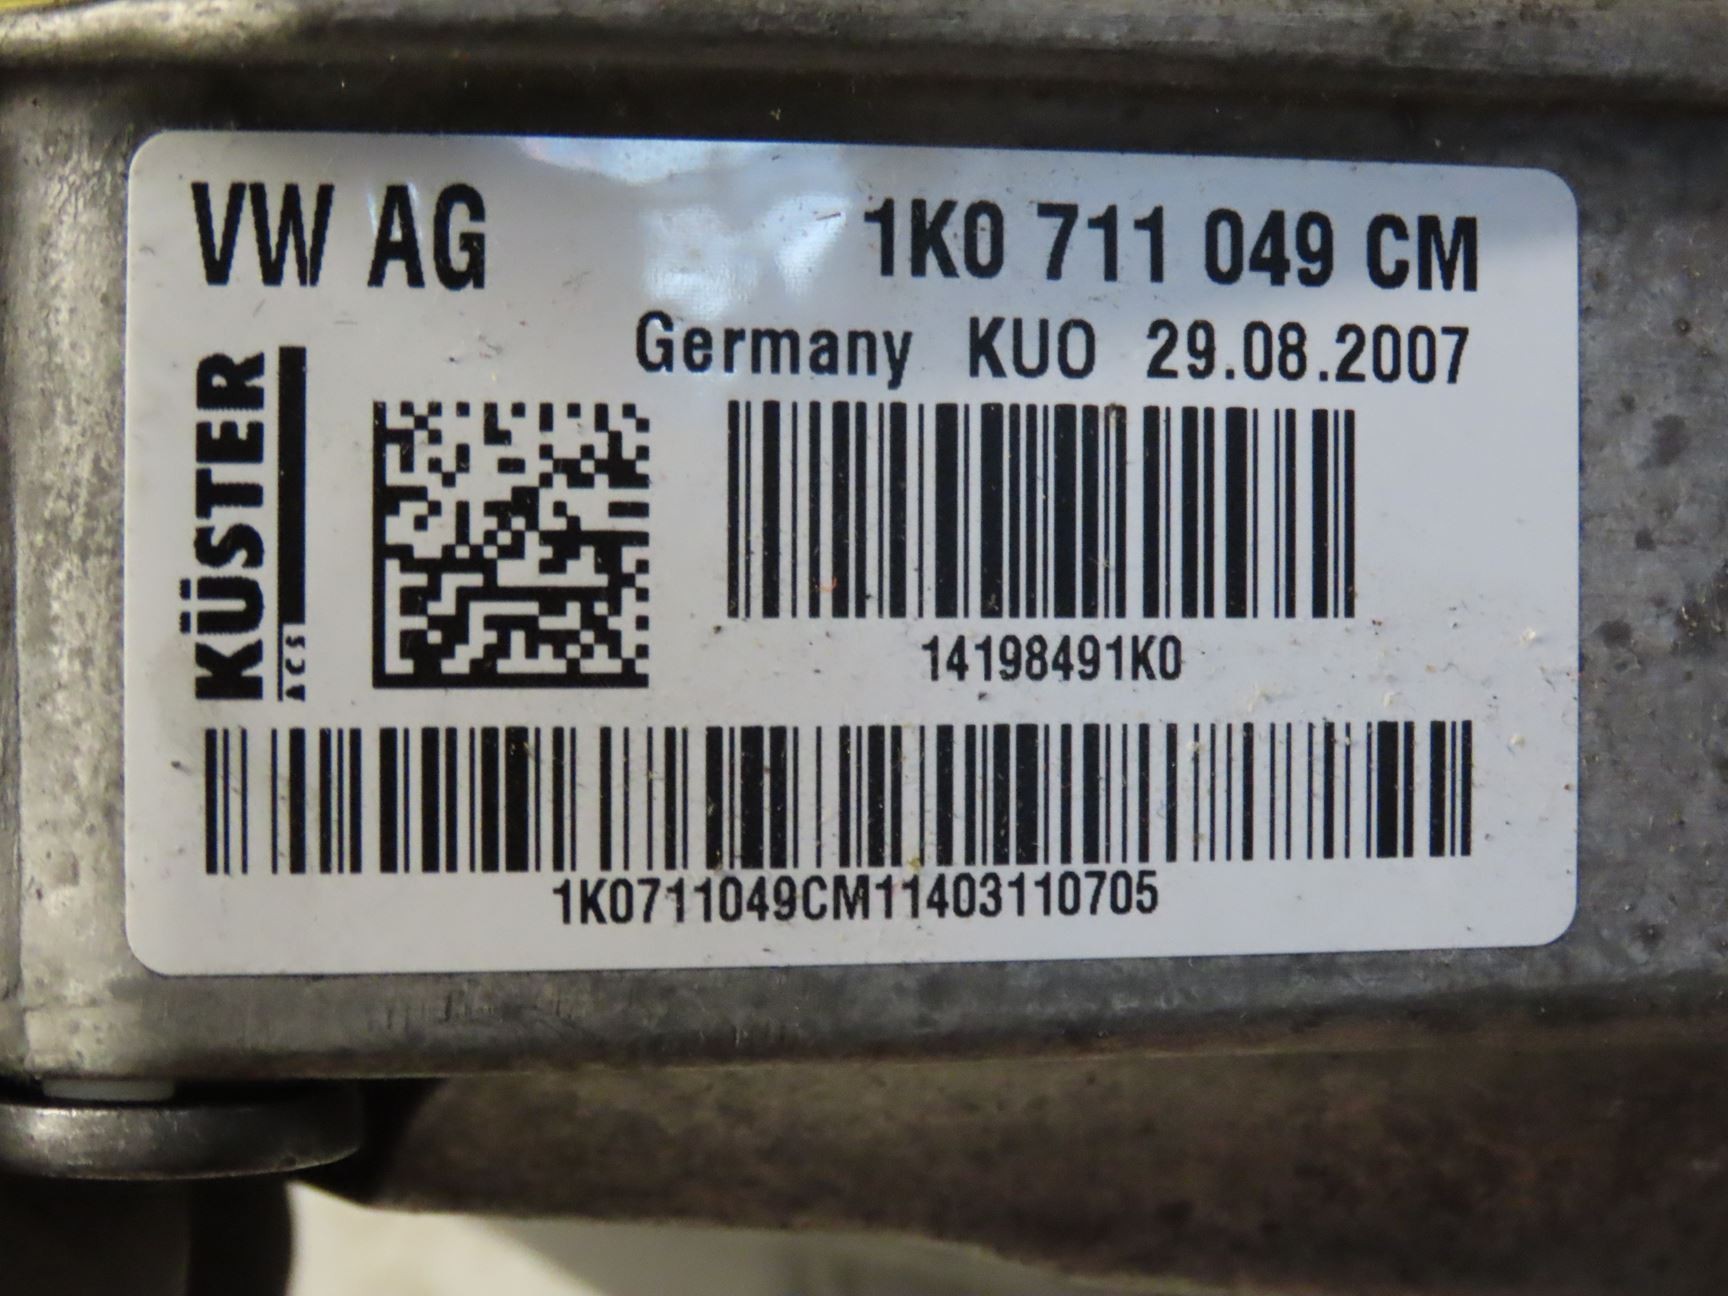 VW AG 1K0 711 049 CM
Germany KUO 29.08.2007
KÜSTER
ACS
14198491K0
1K0711049CM11403110705